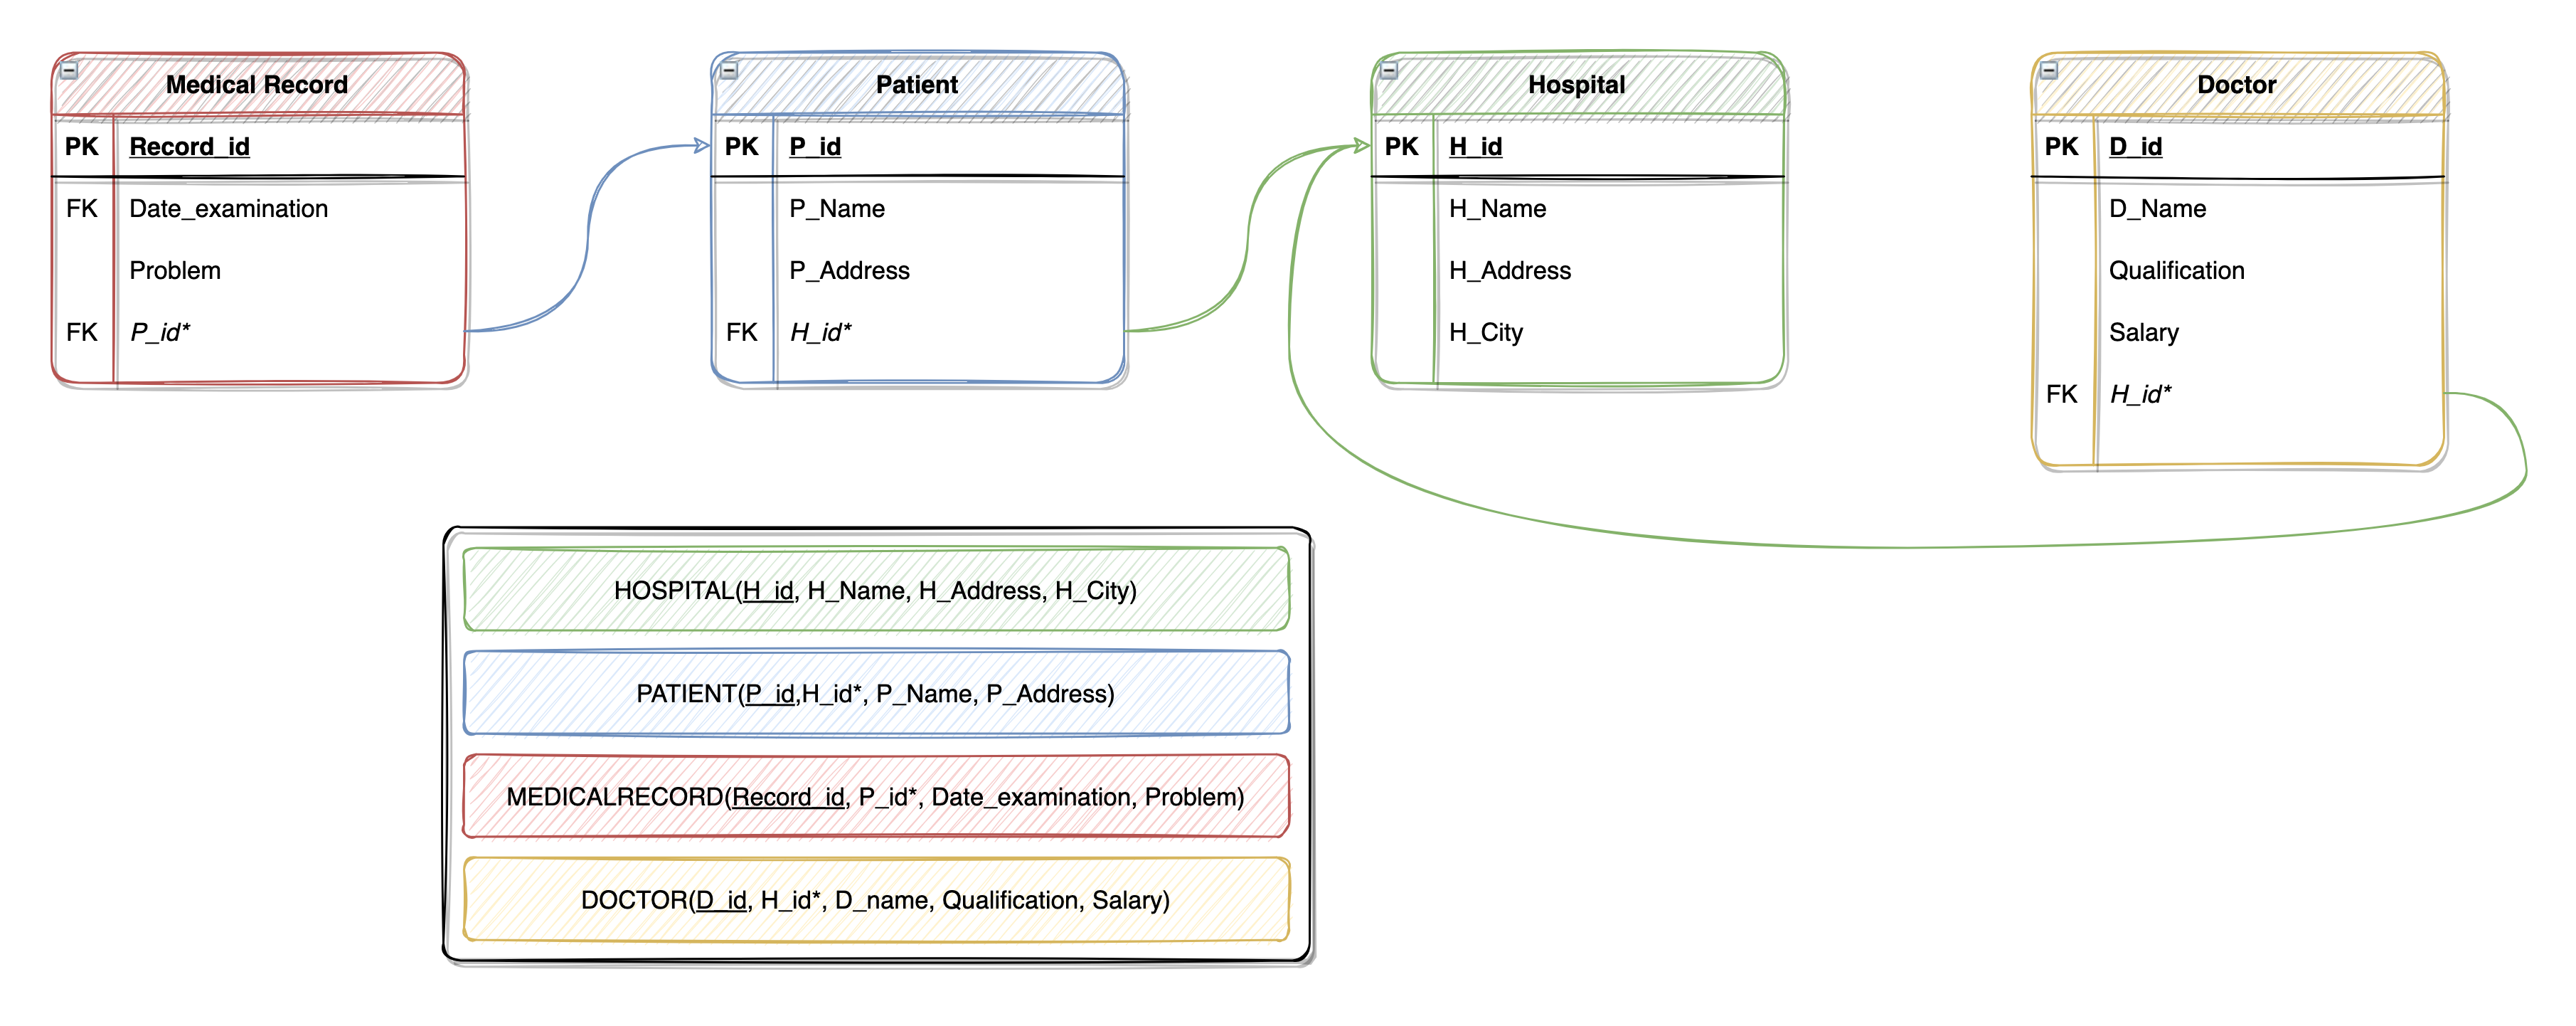 Medical Record
PK Record_id
FK Date_examination
Problem
FK P_id*
Patient
PK P_id
P_Name
P_Address
FK H_id*
Hospital
PK H_id
H_Name
H_Address
H_City
Doctor
PK D_id
D_Name
Qualification
Salary
FK H_id*
HOSPITAL(H_id, H_Name, H_Address, H_City)
PATIENT(P_id,H_id*, P_Name, P_Address)
MEDICALRECORD(Record_id, P_id*, Date_examination, Problem)
DOCTOR(D_id, H_id*, D_name, Qualification, Salary)